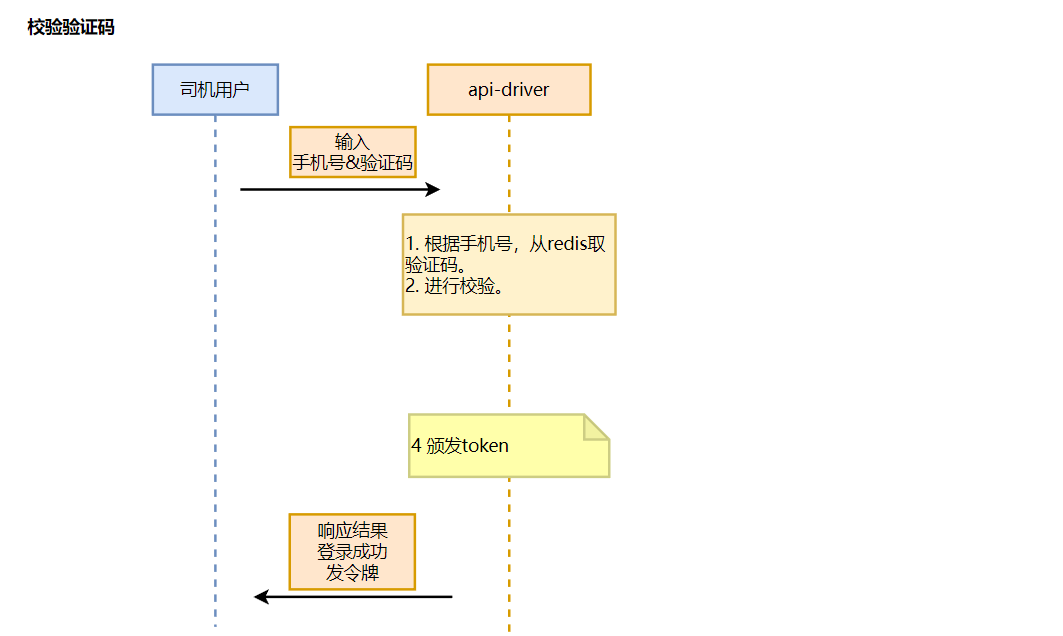 校验验证码
司机用户
api-driver
输入
手机号&验证码
1. 根据手机号，从redis取
验证码。
2. 进行校验。
4 颁发token
响应结果
登录成功
发令牌